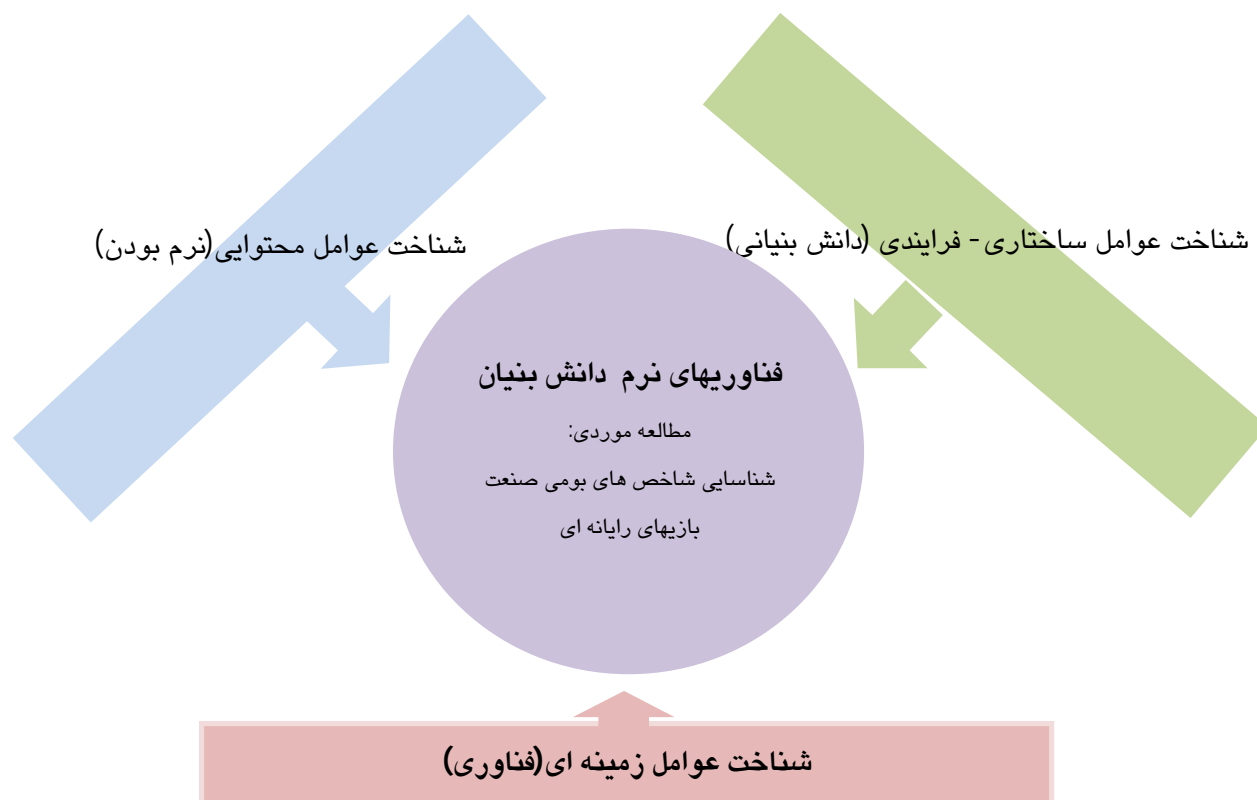 شناخت عوامل ساختاری - فرایندی (دانش بنیانی)
شناخت عوامل محتوایی(نرم بودن)
فناوریهای نرم دانش بنیان
مطالعه موردی:
شناسایی شاخص های بومی صنعت
بازیهای رایانه ای
شناخت عوامل زمینه ای(فناوری)